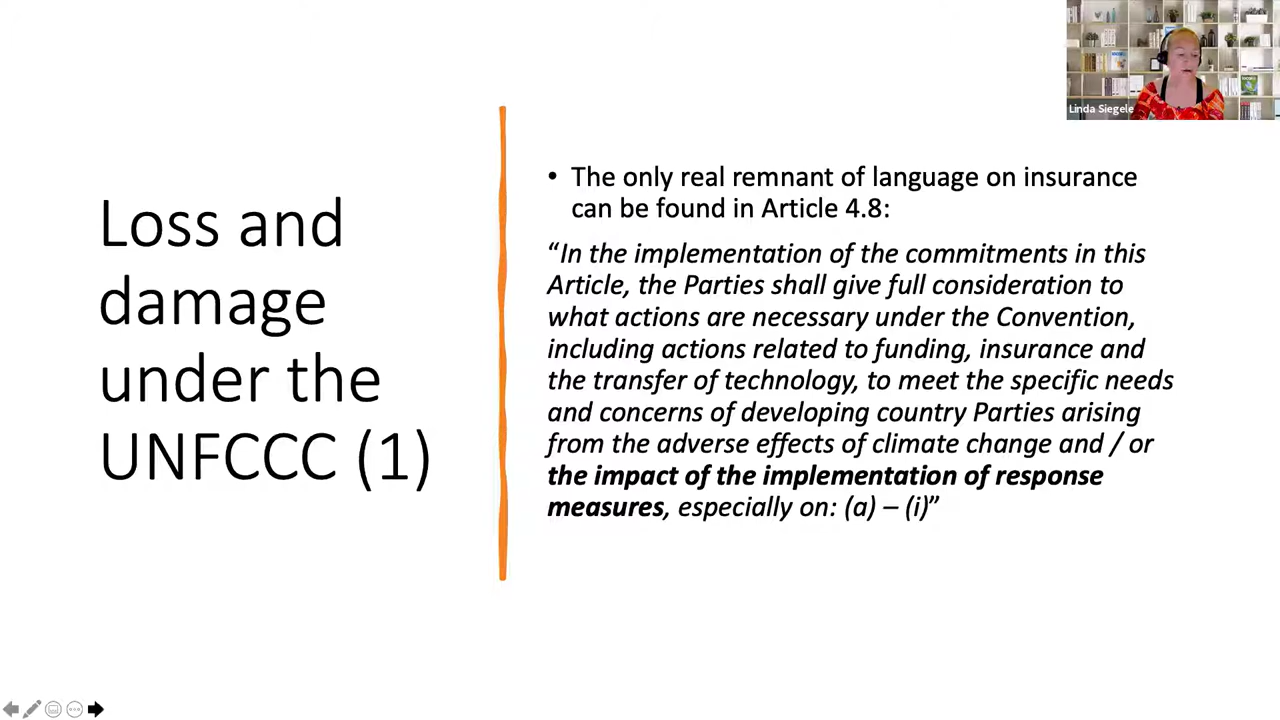 Loss and
damage
under the
UNFCCC (1)
• The only real remnant of language on insurance
can be found in Article 4.8:
“In the implementation of the commitments in this
Article, the Parties shall give full consideration to
what actions are necessary under the Convention,
including actions related to funding, insurance and
the transfer of technology, to meet the specific needs
and concerns of developing country Parties arising
from the adverse effects of climate change and / or
the impact of the implementation of response
measures, especially on: (a) – (i)”
Linda Siegele